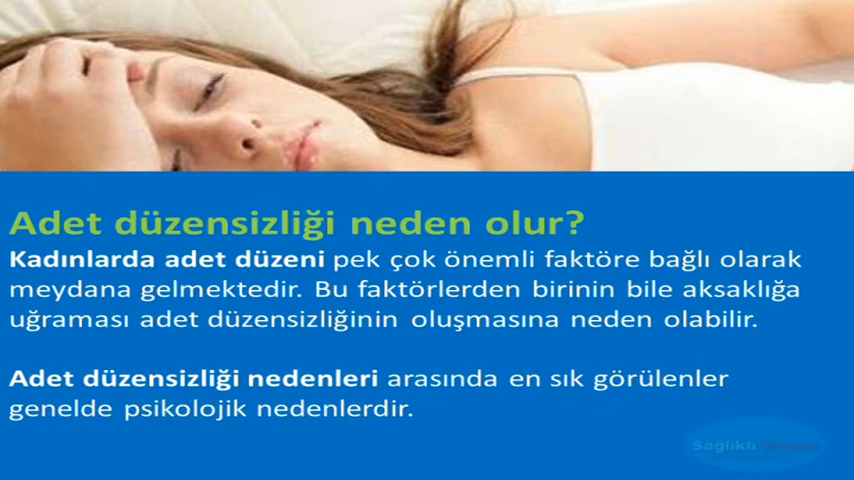 Adet düzensizliği neden olur?
Kadınlarda adet düzeni pek çok önemli faktöre bağlı olarak
meydana gelmektedir. Bu faktörlerden birinin bile aksaklığa
uğraması adet düzensizliğinin oluşmasına neden olabilir.
Adet düzensizliği nedenleri arasında en sık görülenler
genelde psikolojik nedenlerdir.
Sağlıklı